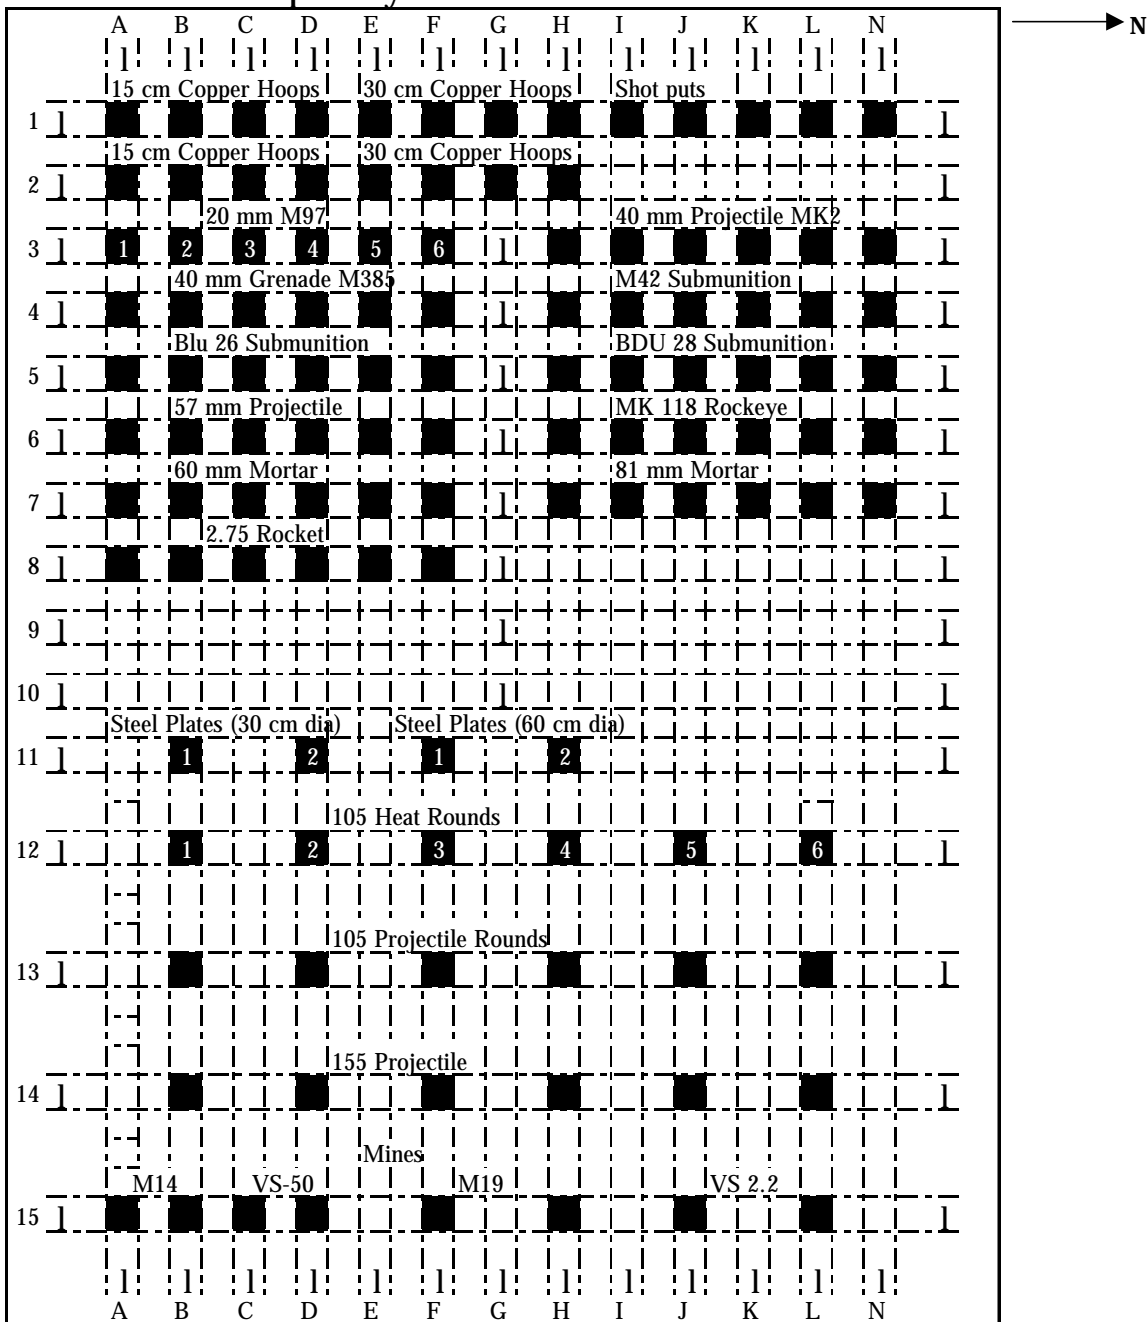 A B C D E F G H I J K L N
N
l l l l l l l l l l l l l
15 cm Copper Hoops 30 cm Copper Hoops Shot puts
1 l l
15 cm Copper Hoops 30 cm Copper Hoops
2 l l
20 mm M97 40 mm Projectile MK2
3 l 1 2 3 4 5 6 l l
40 mm Grenade M385 M42 Submunition
4 l l l
Blu 26 Submunition BDU 28 Submunition
5 l l l
57 mm Projectile MK 118 Rockeye
6 l l l
60 mm Mortar 81 mm Mortar
7 l l l
2.75 Rocket
8 l l l
9 l l l
10 l l l
Steel Plates (30 cm dia) Steel Plates (60 cm dia)
11 l 1 2 1 2 l
105 Heat Rounds
12 l 1 2 3 4 5 6 l
105 Projectile Rounds
13 l l
155 Projectile
14 l l
Mines
M14 VS-50 M19 VS 2.2
15 l l
l l l l l l l l l l l l l
A B C D E F G H I J K L N